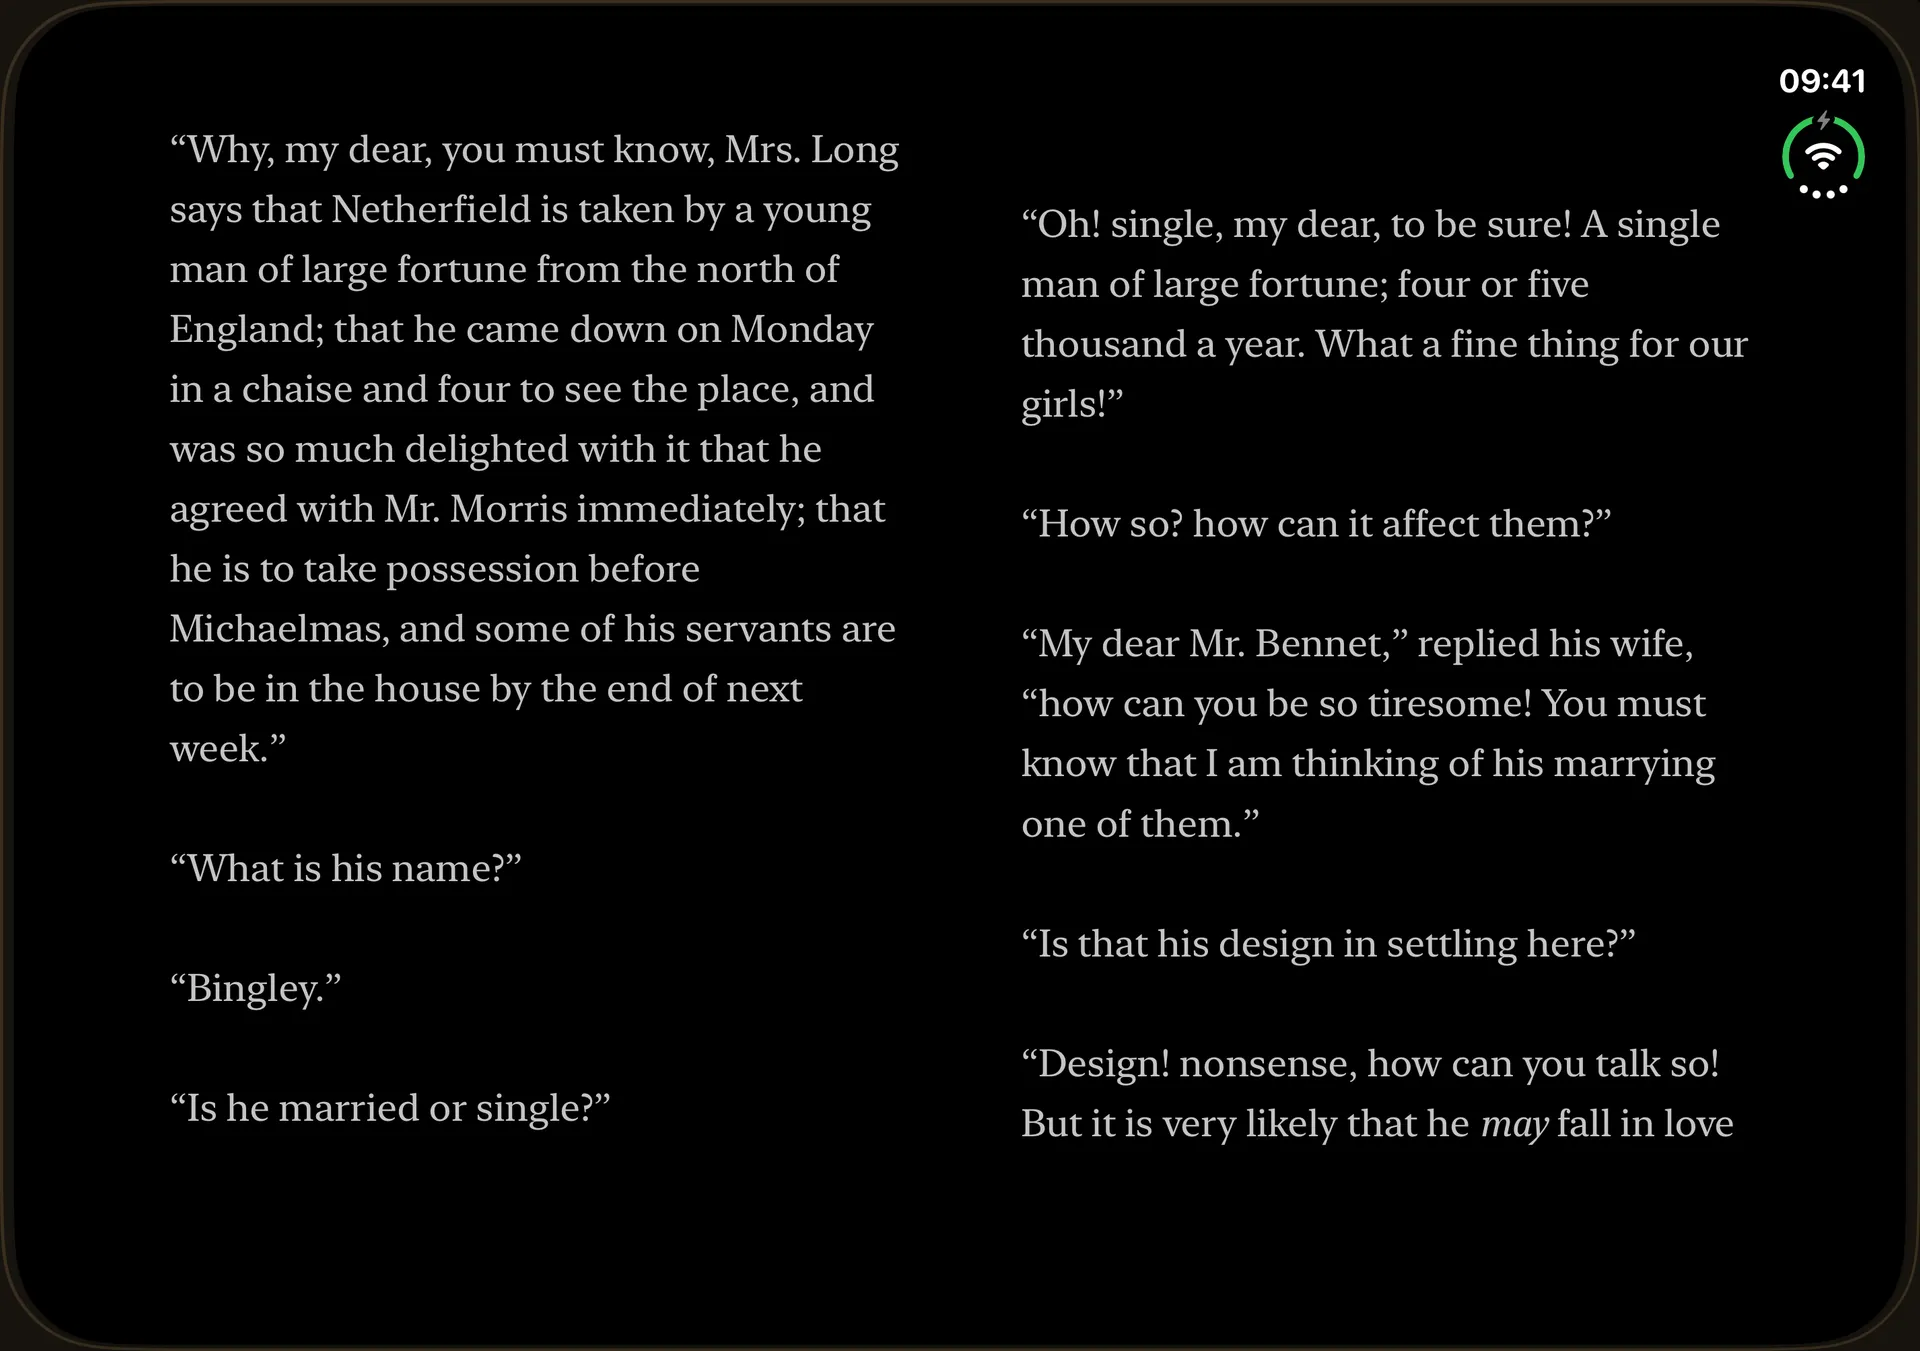 “Why, my dear, you must know, Mrs. Long
says that Netherfield is taken by a young
man of large fortune from the north of
England; that he came down on Monday
in a chaise and four to see the place, and
was so much delighted with it that he
agreed with Mr. Morris immediately; that
he is to take possession before
Michaelmas, and some of his servants are
to be in the house by the end of next
week.”
“What is his name?”
“Bingley.”
“Is he married or single?”
09:41
“Oh! single, my dear, to be sure! A single
man of large fortune; four or five
thousand a year. What a fine thing for our
girls!”
“How so? how can it affect them?”
“My dear Mr. Bennet,” replied his wife,
“how can you be so tiresome! You must
know that I am thinking of his marrying
one of them.”
“Is that his design in settling here?”
“Design! nonsense, how can you talk so!
But it is very likely that he may fall in love